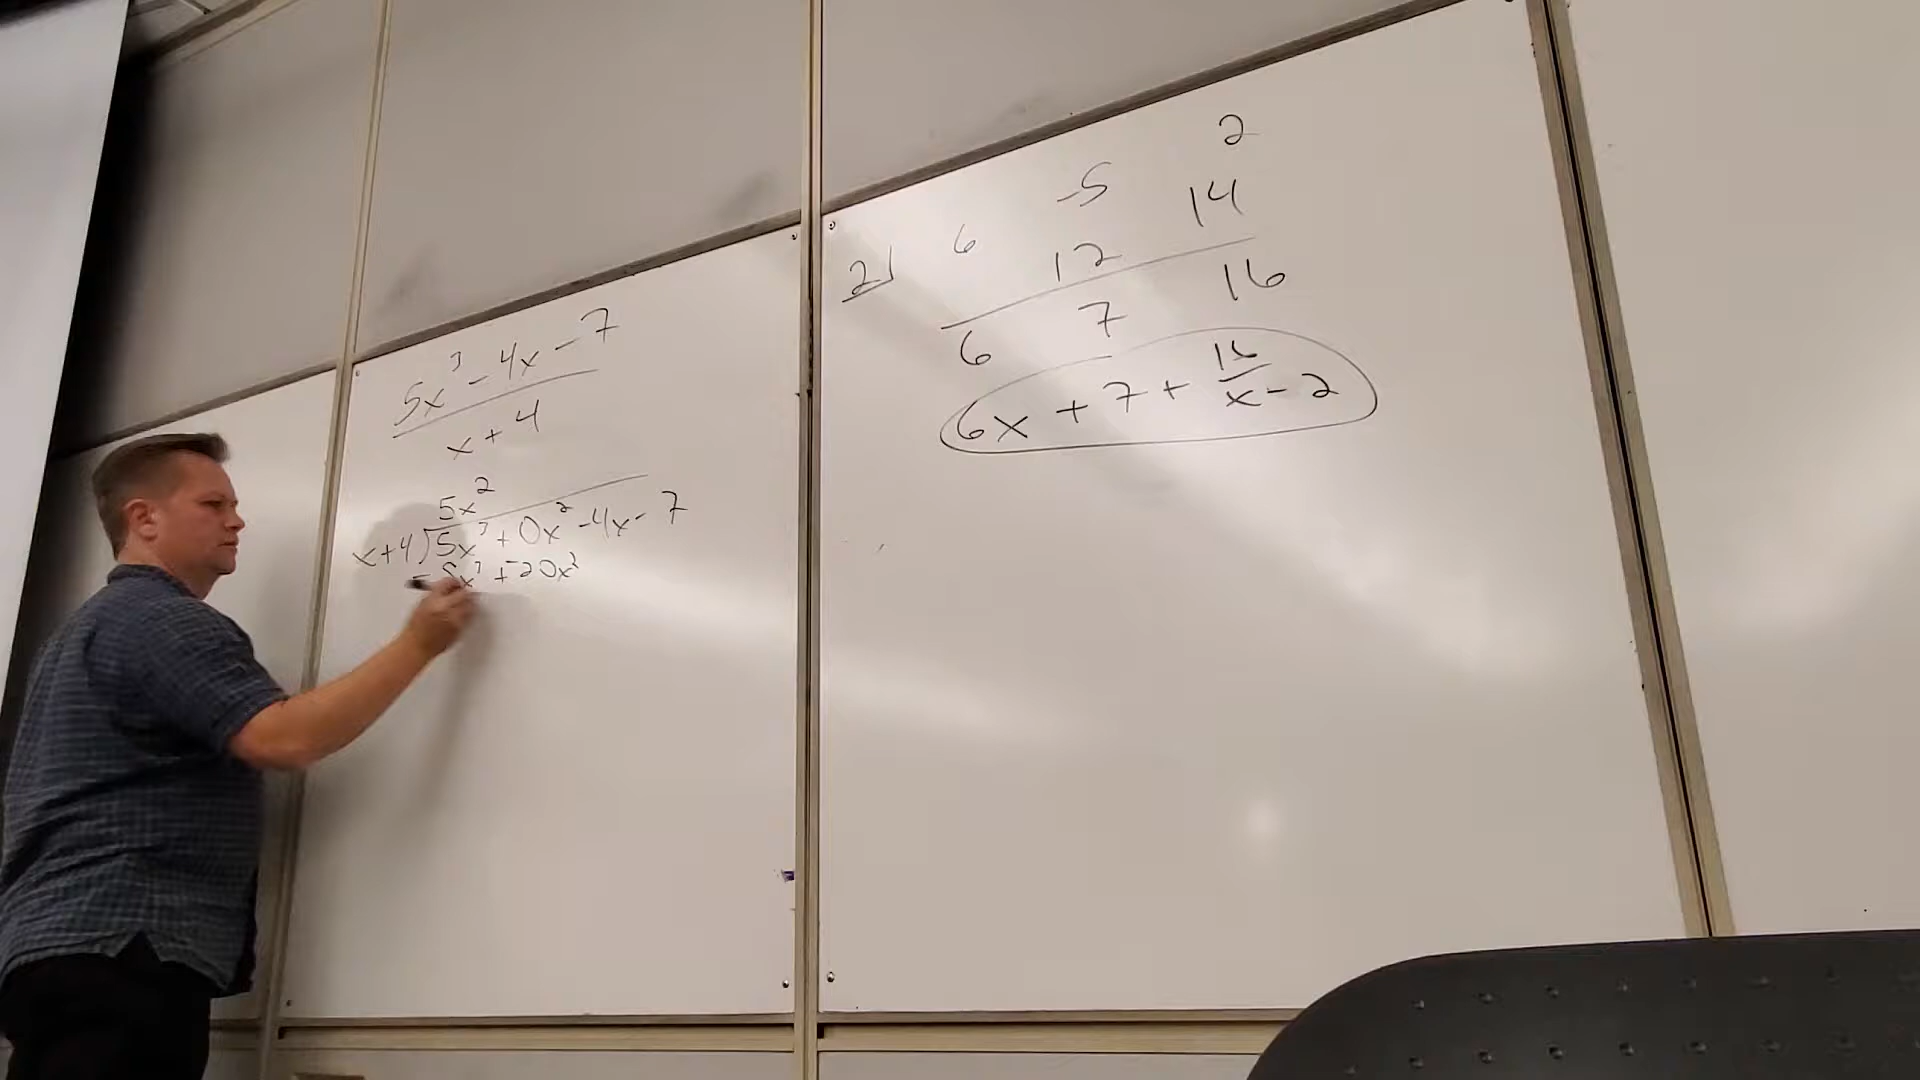 5x³ - 4x - 7
x + 4
5x²
x+4)5x³ + 0x² - 4x - 7
-5x³ + -20x²
2| 6 -5 2
12 14
6 7 16
6x + 7 + 16/x - 2